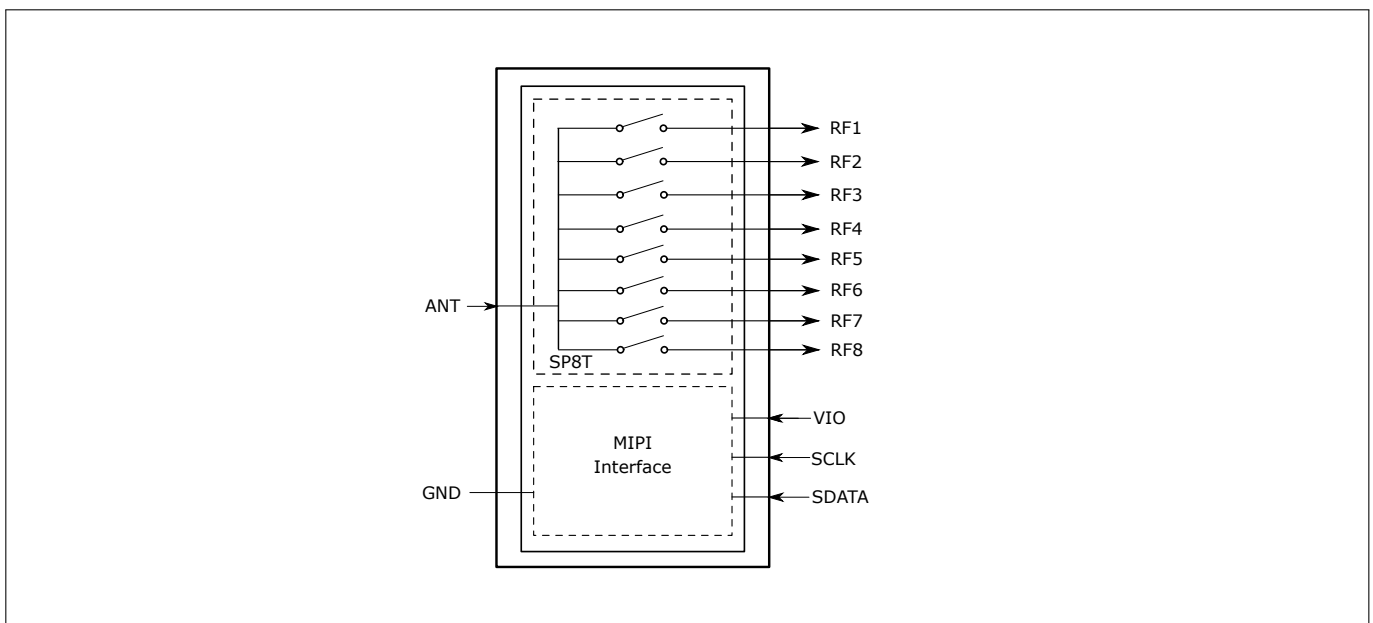 RF1
RF2
RF3
RF4
RF5
RF6
ANT
RF7
RF8
SP8T
VIO
MIPI
Interface
SCLK
GND
SDATA